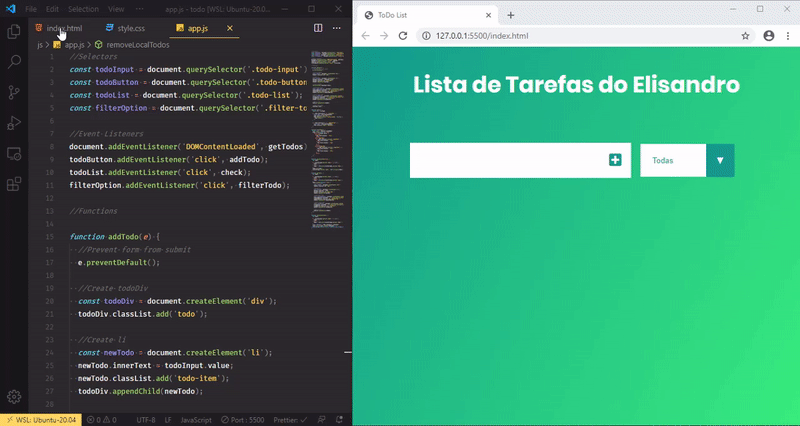 File Edit Selection ··· app.js - todo [WSL: Ubuntu-20.04...
index.html style.css app.js
js > app.js > removeLocalTodos
1 //Selectors
2 const todoInput = document.querySelector('.todo-input')
3 const todoButton = document.querySelector('.todo-button
4 const todoList = document.querySelector('.todo-list');
5 const filterOption = document.querySelector('.filter-to
6
7 //Event Listeners
8 document.addEventListener('DOMContentLoaded', getTodos)
9 todoButton.addEventListener('click', addTodo);
10 todoList.addEventListener('click', check);
11 filterOption.addEventListener('click', filterTodo);
12
13 //Functions
14
15 function addTodo(e) {
16 //Prevent form from submit
17 e.preventDefault();
18
19 //Create todoDiv
20 const todoDiv = document.createElement('div');
21 todoDiv.classList.add('todo');
22
23 //Create li
24 const newTodo = document.createElement('li');
25 newTodo.innerText = todoInput.value;
26 newTodo.classList.add('todo-item');
27 todoDiv.appendChild(newTodo);
28
WSL: Ubuntu-20.04 0 0 UTF-8 LF JavaScript Port : 5500 Prettier: ✓
ToDo List
127.0.0.1:5500/index.html
Lista de Tarefas do Elisandro
Todas